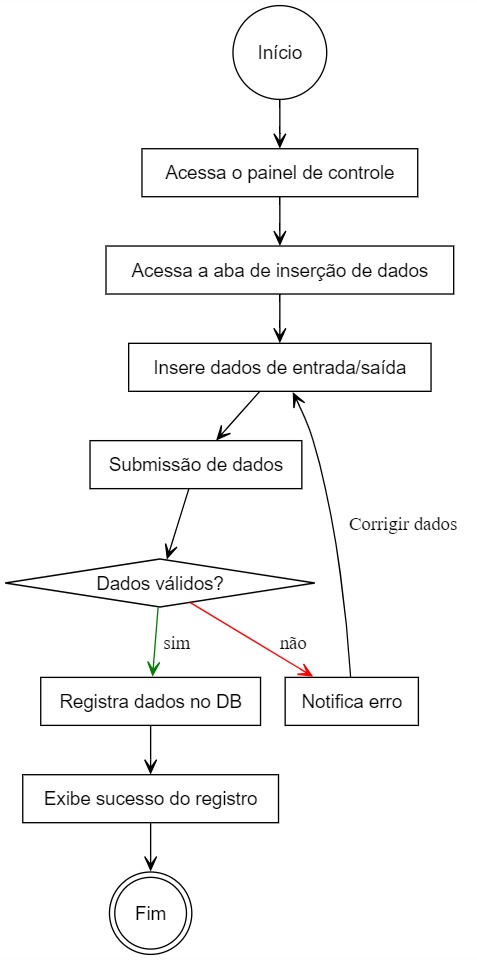 Início
Acessa o painel de controle
Acessa a aba de inserção de dados
Insere dados de entrada/saída
Submissão de dados
Corrigir dados
Dados válidos?
sim
não
Registra dados no DB
Notifica erro
Exibe sucesso do registro
Fim